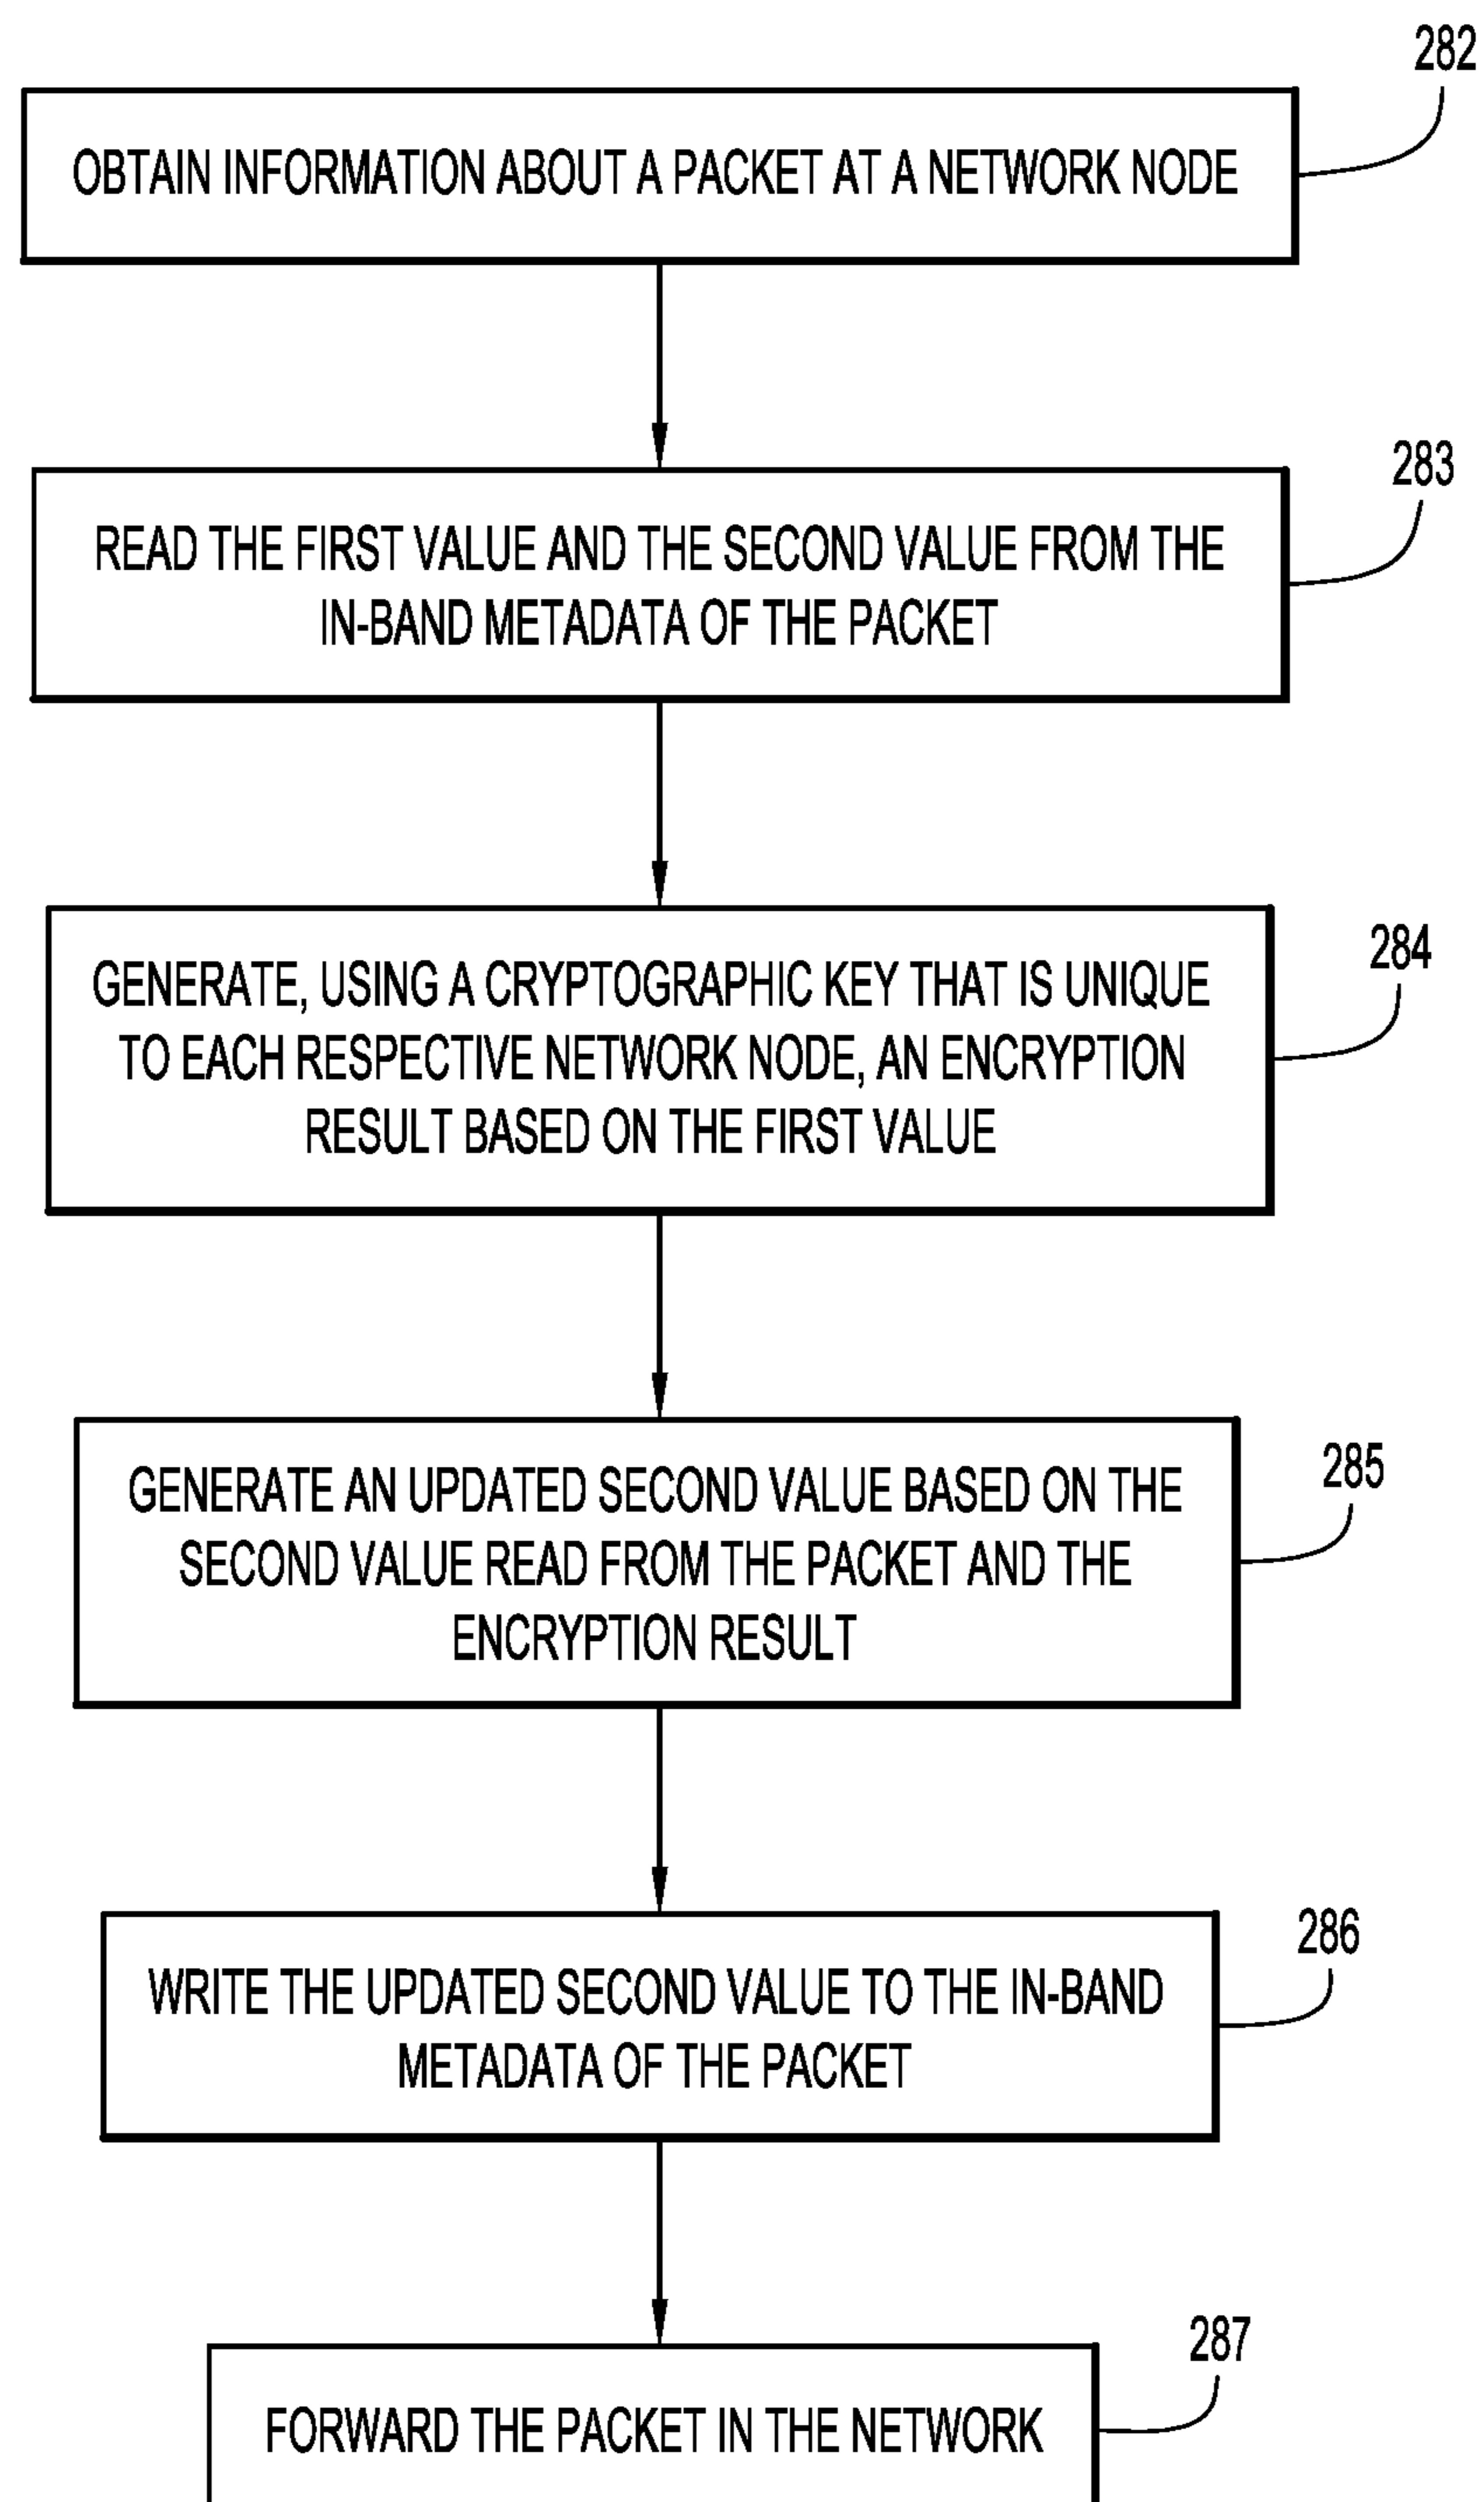 282
OBTAIN INFORMATION ABOUT A PACKET AT A NETWORK NODE
283
READ THE FIRST VALUE AND THE SECOND VALUE FROM THE
IN-BAND METADATA OF THE PACKET
284
GENERATE, USING A CRYPTOGRAPHIC KEY THAT IS UNIQUE
TO EACH RESPECTIVE NETWORK NODE, AN ENCRYPTION
RESULT BASED ON THE FIRST VALUE
285
GENERATE AN UPDATED SECOND VALUE BASED ON THE
SECOND VALUE READ FROM THE PACKET AND THE
ENCRYPTION RESULT
286
WRITE THE UPDATED SECOND VALUE TO THE IN-BAND
METADATA OF THE PACKET
287
FORWARD THE PACKET IN THE NETWORK